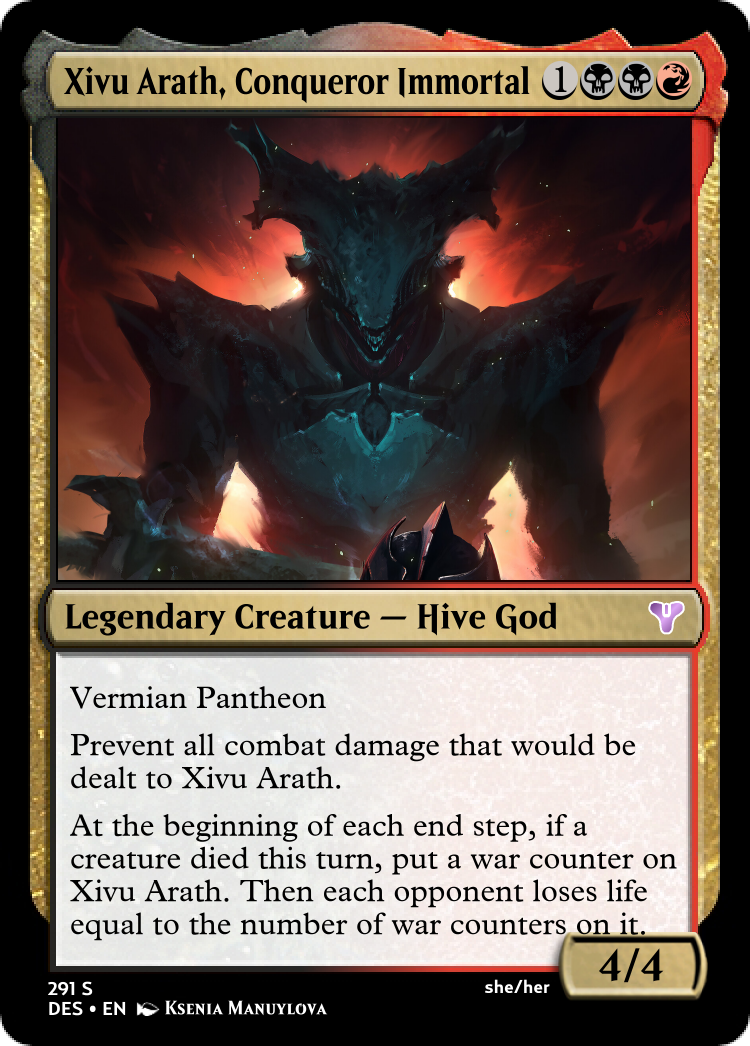 Xivu Arath, Conqueror Immortal 1
Legendary Creature — Hive God
Vermian Pantheon
Prevent all combat damage that would be
dealt to Xivu Arath.
At the beginning of each end step, if a
creature died this turn, put a war counter on
Xivu Arath. Then each opponent loses life
equal to the number of war counters on it.
4/4
291 S
she/her
DES • EN Ksenia Manuylova